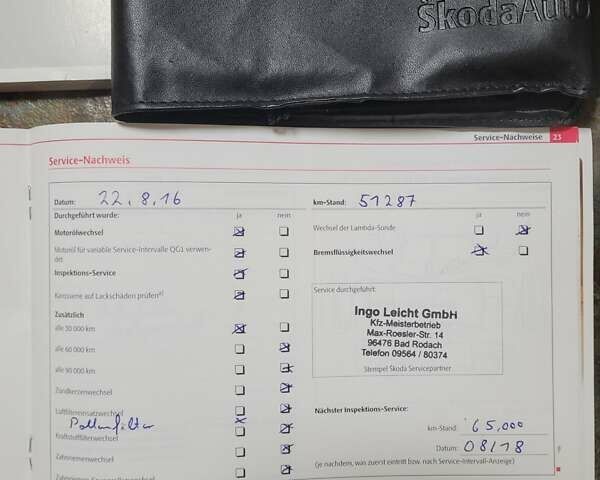 ŠkodaAuto
Service-Nachweise 23
Service-Nachweis
Datum: 22.8.16
km-Stand: 51287
Durchgeführt wurde: ja nein
Motorölwechsel
Motoröl für variable Service-Intervalle QG1 verwen-
det
Inspektions-Service
Karosserie auf Lackschäden prüfen
Zusätzlich
alle 30 000 km
alle 60 000 km
alle 90 000 km
Zündkerzenwechsel
Luftfiltereinsatzwechsel
Pollenfilter
Kraftstofffilterwechsel
Zahnriemenwechsel
ja nein
Wechsel der Lambda-Sonde
Bremsflüssigkeitswechsel
Service durchgeführt:
Ingo Leicht GmbH
Kfz-Meisterbetrieb
Max-Roesler-Str. 14
96476 Bad Rodach
Telefon 09564 / 80374
Stempel Škoda Servicepartner
Nächster Inspektions-Service:
km-Stand: 65,000
Datum: 08/18
(je nachdem, was zuerst eintritt bzw. nach Service-Intervall-Anzeige)